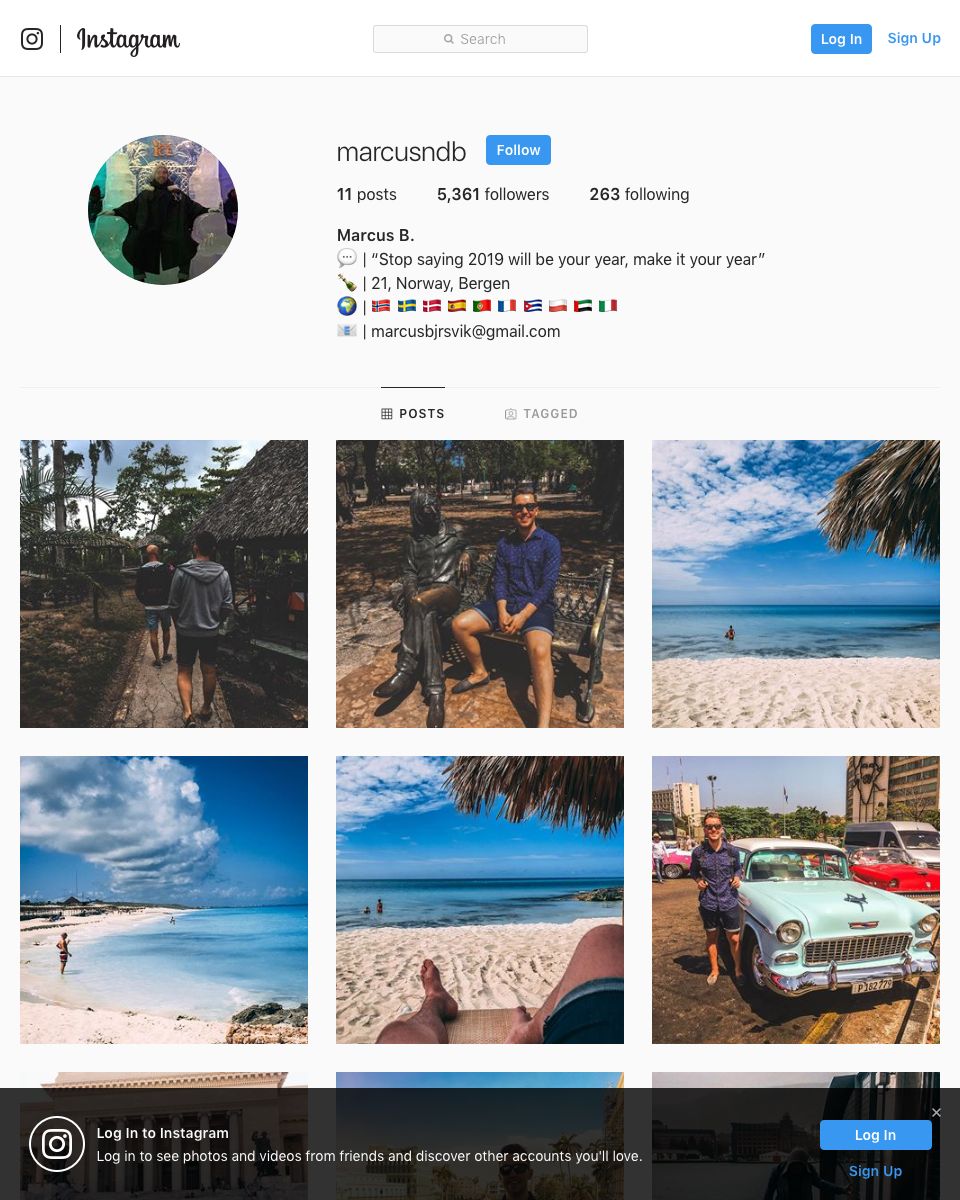 Instagram
Search
Log In
Sign Up
marcusndb
Follow
11 posts 5,361 followers 263 following
Marcus B.
💬 | “Stop saying 2019 will be your year, make it your year”
🍾 | 21, Norway, Bergen
🌍 | 🇳🇴 🇸🇪 🇩🇰 🇪🇸 🇵🇹 🇫🇷 🇨🇺 🇵🇱 🇦🇪 🇮🇹
📧 | marcusbjrsvik@gmail.com
POSTS
TAGGED
P182779
Log In to Instagram
Log in to see photos and videos from friends and discover other accounts you'll love.
Log In
Sign Up